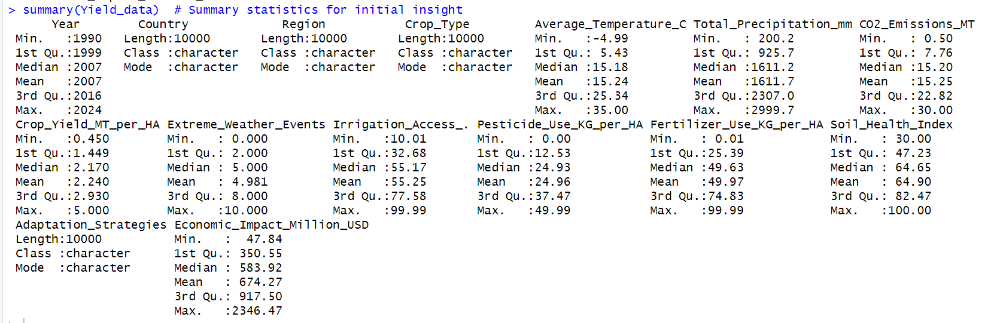 > summary(Yield_data)  # Summary statistics for initial insight
      Year          Country             Region           Crop_Type         Average_Temperature_C Total_Precipitation_mm CO2_Emissions_MT
 Min.   :1990   Length:10000       Length:10000       Length:10000       Min.   :-4.99         Min.   : 200.2         Min.   : 0.50
 1st Qu.:1999   Class :character   Class :character   Class :character   1st Qu.: 5.43         1st Qu.: 925.7         1st Qu.: 7.76
 Median :2007   Mode  :character   Mode  :character   Mode  :character   Median :15.18         Median :1611.2         Median :15.20
 Mean   :2007                                                            Mean   :15.24         Mean   :1611.7         Mean   :15.25
 3rd Qu.:2016                                                            3rd Qu.:25.34         3rd Qu.:2307.0         3rd Qu.:22.82
 Max.   :2024                                                            Max.   :35.00         Max.   :2999.7         Max.   :30.00
 Crop_Yield_MT_per_HA Extreme_Weather_Events Irrigation_Access_. Pesticide_Use_KG_per_HA Fertilizer_Use_KG_per_HA Soil_Health_Index
 Min.   :0.450        Min.   : 0.000         Min.   :10.01       Min.   : 0.00           Min.   : 0.01            Min.   : 30.00
 1st Qu.:1.449        1st Qu.: 2.000         1st Qu.:32.68       1st Qu.:12.53           1st Qu.:25.39            1st Qu.: 47.23
 Median :2.170        Median : 5.000         Median :55.17       Median :24.93           Median :49.63            Median : 64.65
 Mean   :2.240        Mean   : 4.981         Mean   :55.25       Mean   :24.96           Mean   :49.97            Mean   : 64.90
 3rd Qu.:2.930        3rd Qu.: 8.000         3rd Qu.:77.58       3rd Qu.:37.47           3rd Qu.:74.83            3rd Qu.: 82.47
 Max.   :5.000        Max.   :10.000         Max.   :99.99       Max.   :49.99           Max.   :99.99            Max.   :100.00
 Adaptation_Strategies Economic_Impact_Million_USD
 Length:10000          Min.   :  47.84
 Class :character      1st Qu.: 350.55
 Mode  :character      Median : 583.92
                       Mean   : 674.27
                       3rd Qu.: 917.50
                       Max.   :2346.47